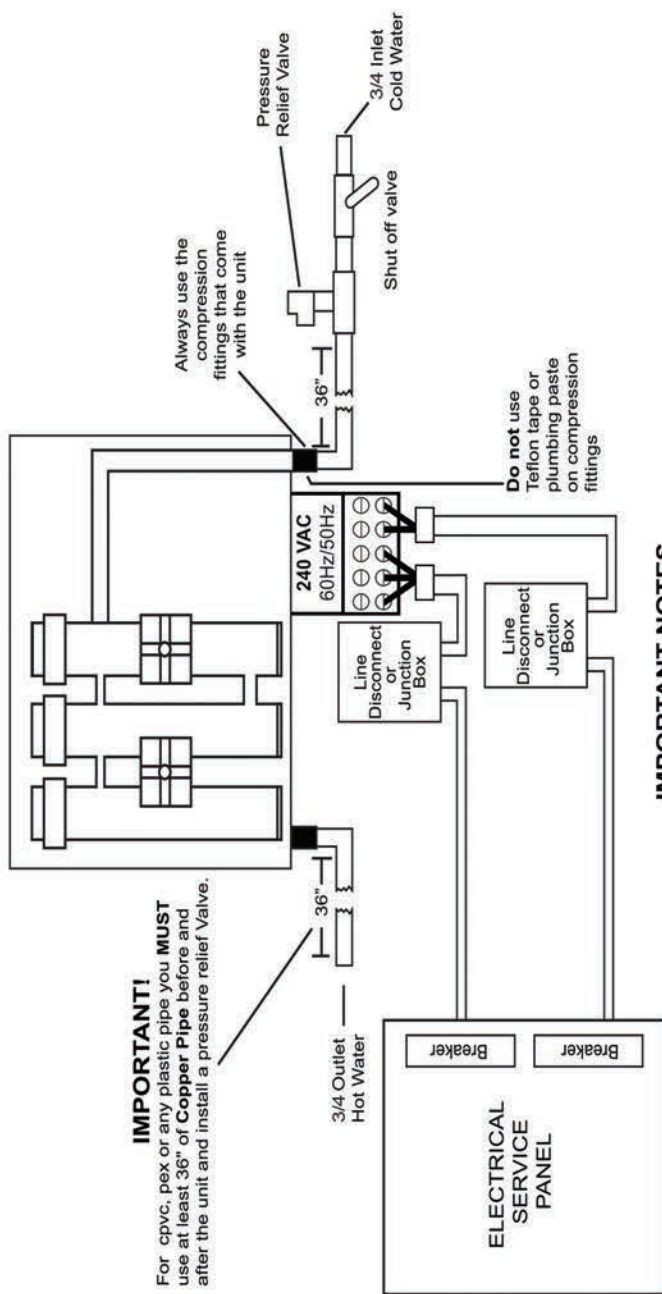 IMPORTANT!
For cpvc, pex or any plastic pipe you MUST
use at least 36" of Copper Pipe before and
after the unit and install a pressure relief Valve.
Always use the
compression
fittings that come
with the unit
Pressure
Relief Valve
36"
36"
3/4 Inlet
Cold Water
Shut off valve
3/4 Outlet
Hot Water
240 VAC
60Hz/50Hz
Do not use
Teflon tape or
plumbing paste
on compression
fittings
Line
Disconnect
or
Junction
Box
Line
Disconnect
or
Junction
Box
Breaker
Breaker
ELECTRICAL
SERVICE
PANEL
IMPORTANT NOTES